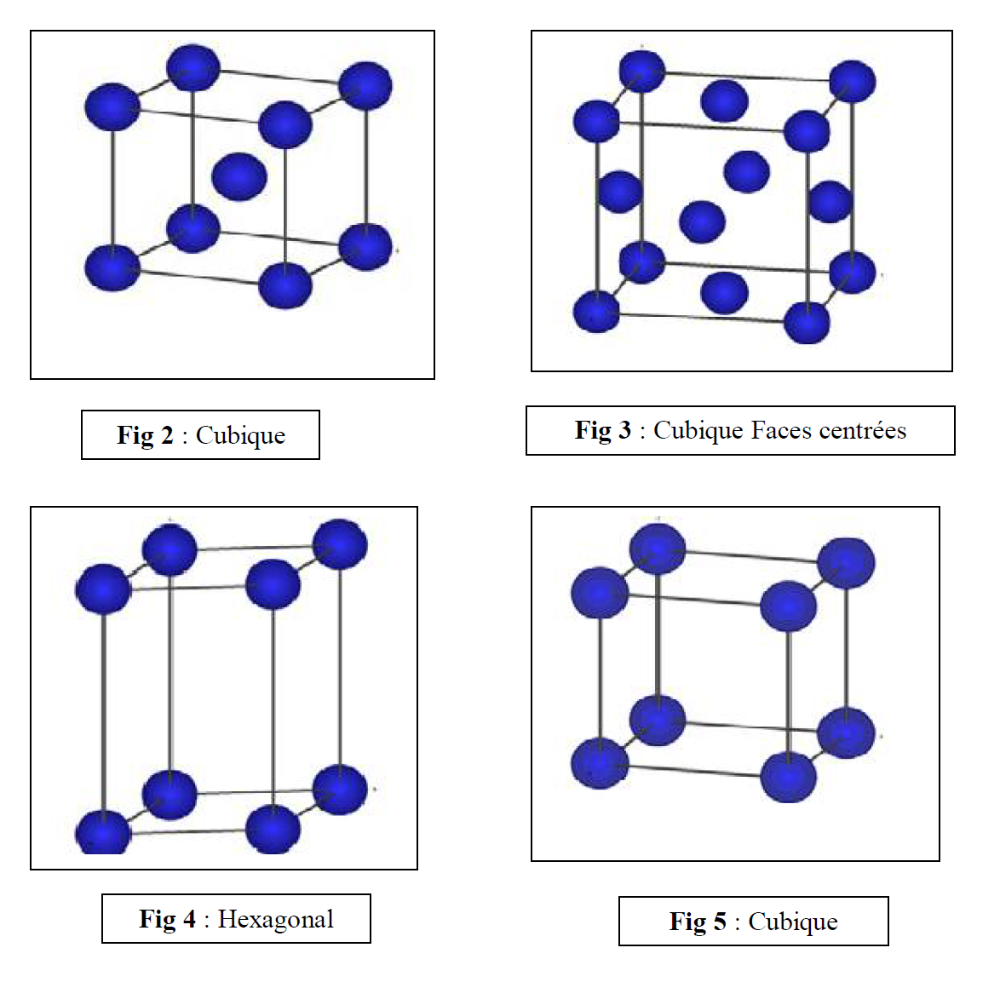 Fig 2 : Cubique
Fig 3 : Cubique Faces centrées
Fig 4 : Hexagonal
Fig 5 : Cubique